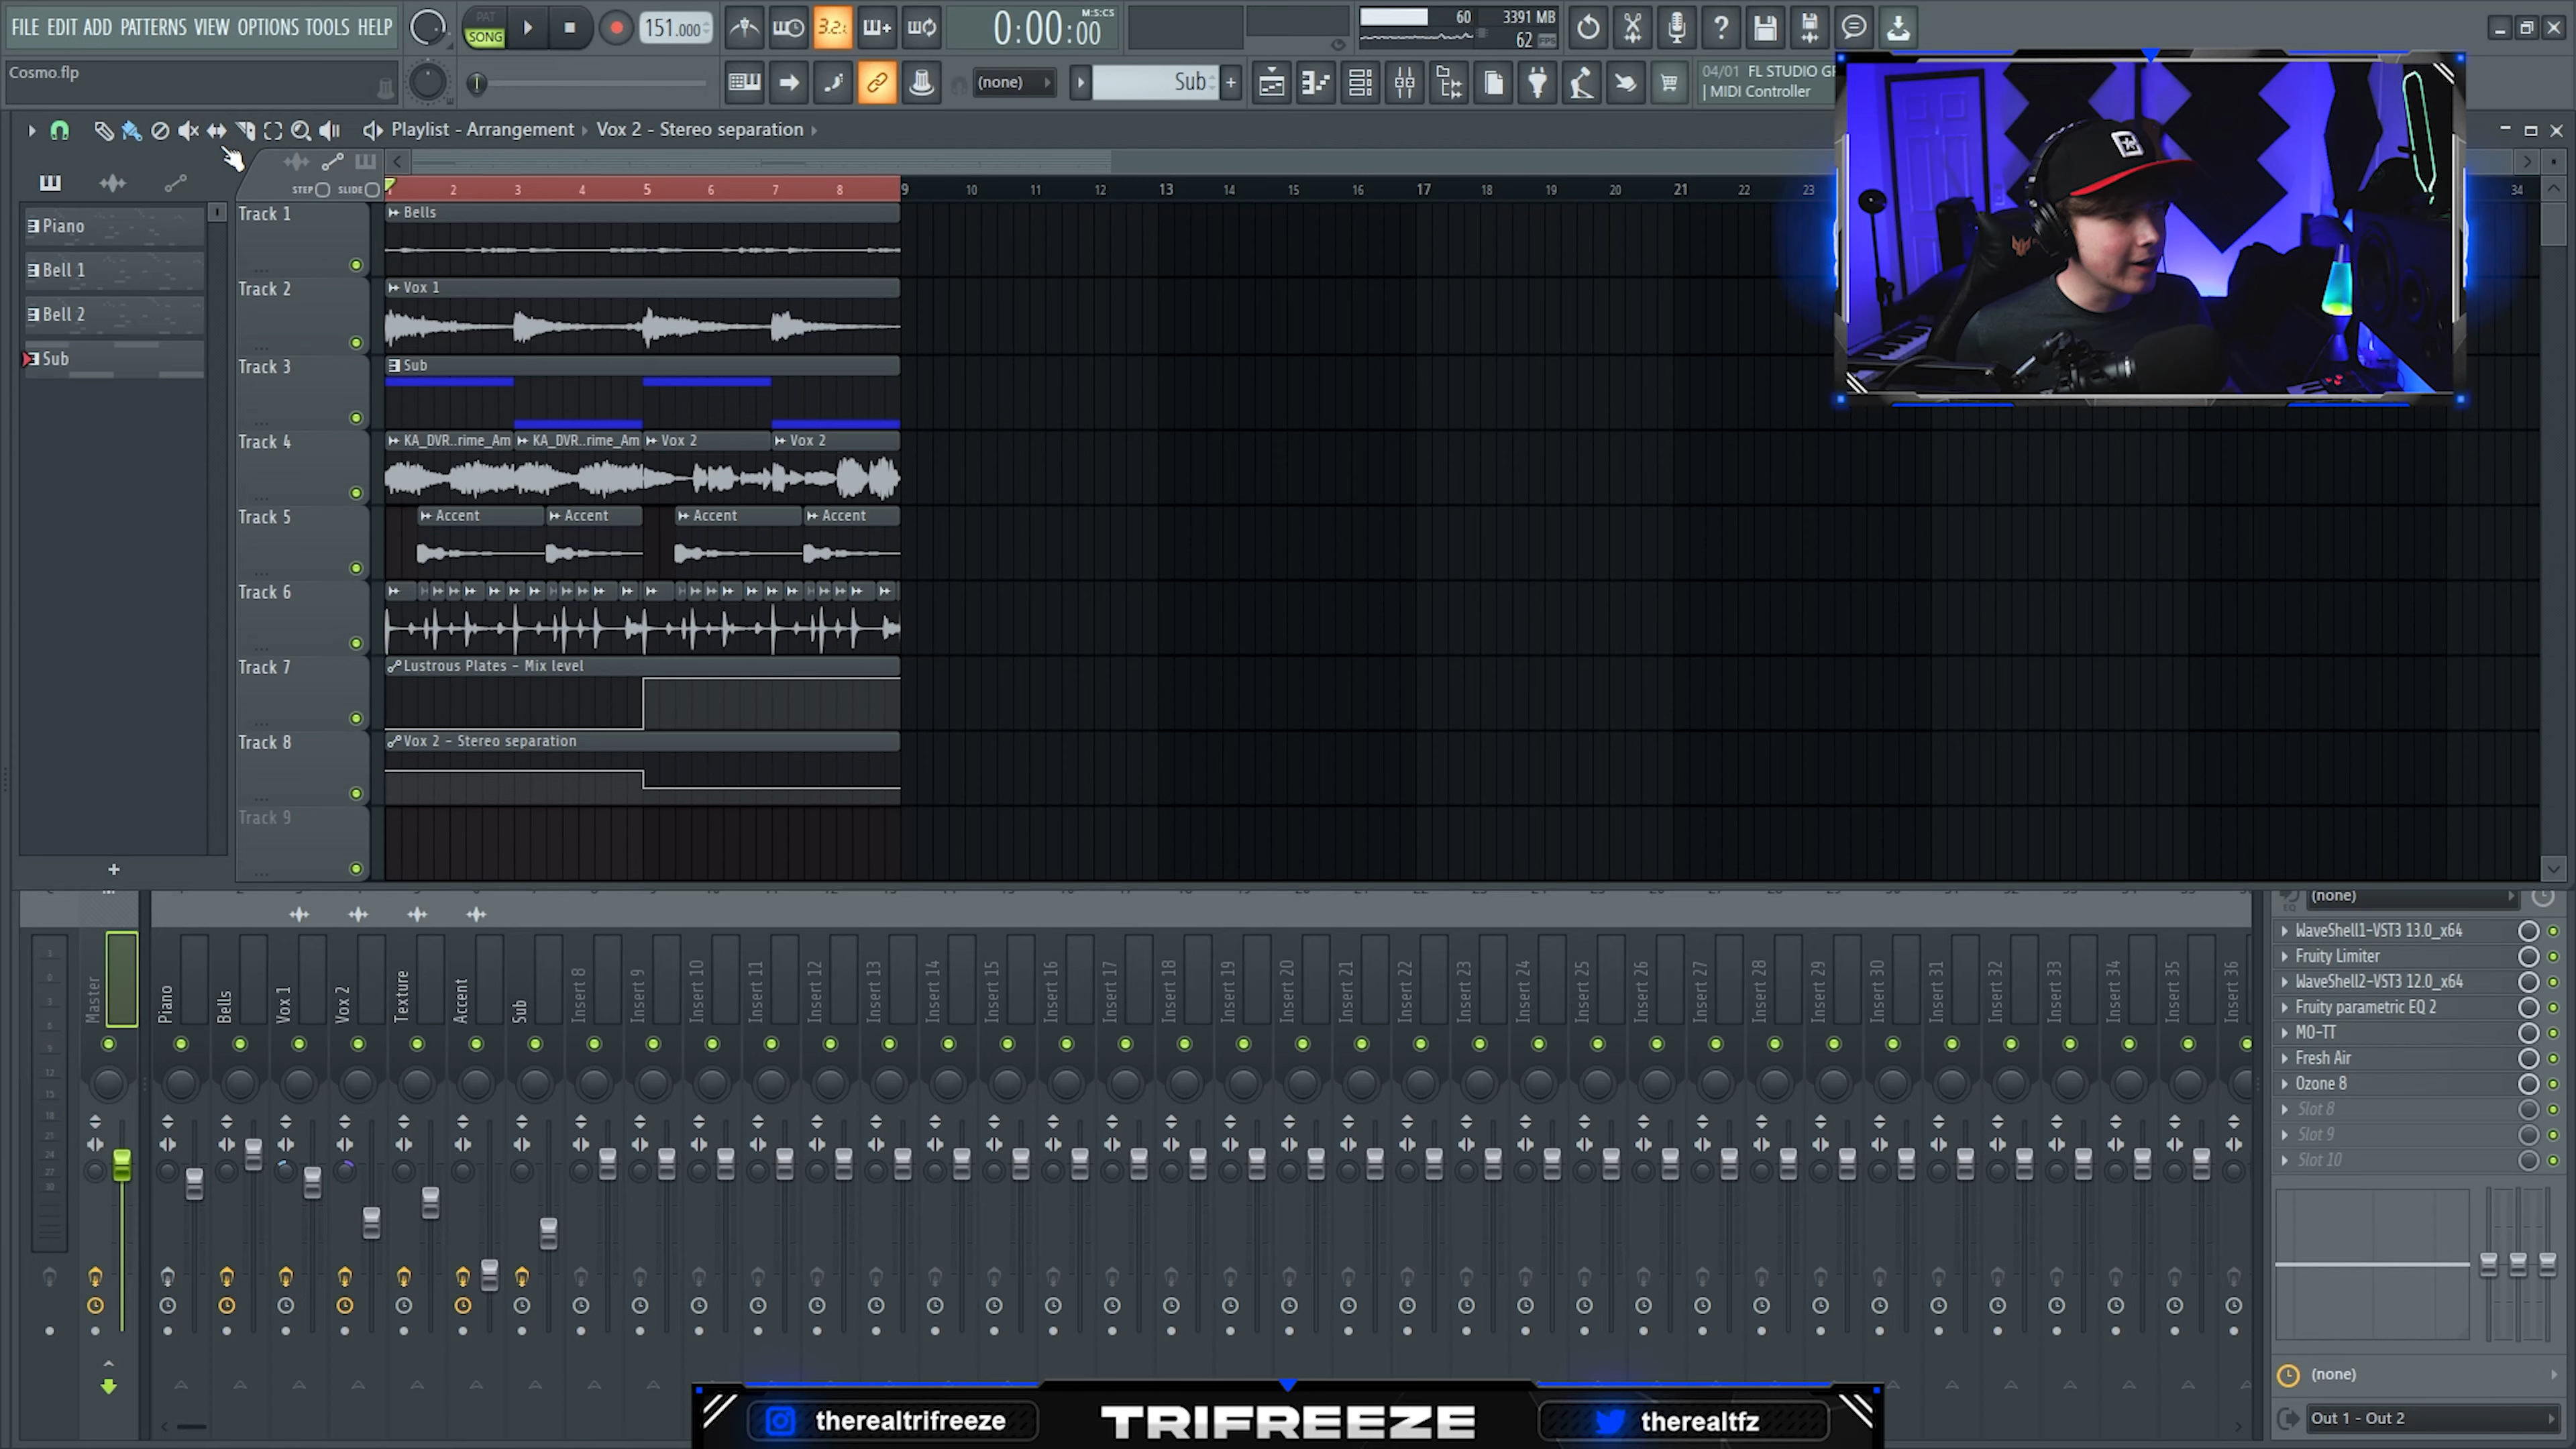 FILE EDIT ADD PATTERNS VIEW OPTIONS TOOLS HELP
PAT
SONG
151.000
3.2
0:00:00
M:S:CS
60
3391 MB
62
FPS
Cosmo.flp
(none)
Sub
04/01 FL STUDIO GR
| MIDI Controller
Playlist - Arrangement
Vox 2 - Stereo separation
STEP
SLIDE
2 3 4 5 6 7 8 9 10 11 12 13 14 15 16 17 18 19 20 21 22 23 34
Piano
Bell 1
Bell 2
Sub
Track 1
Bells
Track 2
Vox 1
Track 3
Sub
Track 4
KA_DVR..rime_Am
KA_DVR..rime_Am
Vox 2
Vox 2
Track 5
Accent
Accent
Accent
Accent
Track 6
Track 7
Lustrous Plates - Mix level
Track 8
Vox 2 - Stereo separation
Track 9
Master
Piano
Bells
Vox 1
Vox 2
Texture
Accent
Sub
Insert 8
Insert 9
Insert 10
Insert 11
Insert 12
Insert 13
Insert 14
Insert 15
Insert 16
Insert 17
Insert 18
Insert 19
Insert 20
Insert 21
Insert 22
Insert 23
Insert 24
Insert 25
Insert 26
Insert 27
Insert 28
Insert 29
Insert 30
Insert 31
Insert 32
Insert 33
Insert 34
Insert 35
Insert 36
(none)
WaveShell1-VST3 13.0_x64
Fruity Limiter
WaveShell2-VST3 12.0_x64
Fruity parametric EQ 2
MO-TT
Fresh Air
Ozone 8
Slot 8
Slot 9
Slot 10
(none)
Out 1 - Out 2
therealtrifreeze
TRIFREEZE
therealtfz